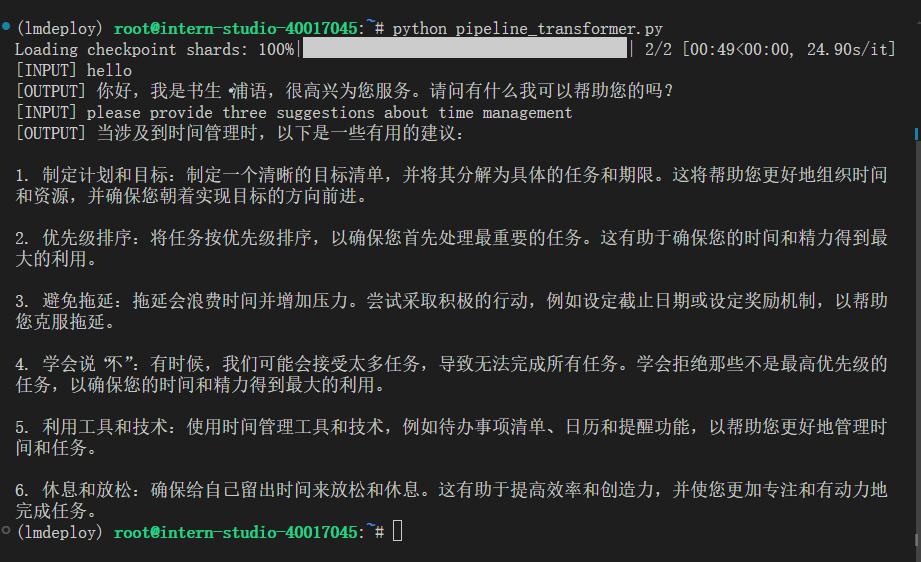 (lmdeploy) root@intern-studio-40017045:~# python pipeline_transformer.py
Loading checkpoint shards: 100%|██████████| 2/2 [00:49<00:00, 24.90s/it]
[INPUT] hello
[OUTPUT] 你好，我是书生·浦语，很高兴为您服务。请问有什么我可以帮助您的吗？
[INPUT] please provide three suggestions about time management
[OUTPUT] 当涉及到时间管理时，以下是一些有用的建议：
1. 制定计划和目标：制定一个清晰的目标清单，并将其分解为具体的任务和期限。这将帮助您更好地组织时间
和资源，并确保您朝着实现目标的方向前进。
2. 优先级排序：将任务按优先级排序，以确保您首先处理最重要的任务。这有助于确保您的时间和精力得到最
大的利用。
3. 避免拖延：拖延会浪费时间并增加压力。尝试采取积极的行动，例如设定截止日期或设定奖励机制，以帮助
您克服拖延。
4. 学会说“不”：有时候，我们可能会接受太多任务，导致无法完成所有任务。学会拒绝那些不是最高优先级的
任务，以确保您的时间和精力得到最大的利用。
5. 利用工具和技术：使用时间管理工具和技术，例如待办事项清单、日历和提醒功能，以帮助您更好地管理时
间和任务。
6. 休息和放松：确保给自己留出时间来放松和休息。这有助于提高效率和创造力，并使您更加专注和有动力地
完成任务。
(lmdeploy) root@intern-studio-40017045:~#